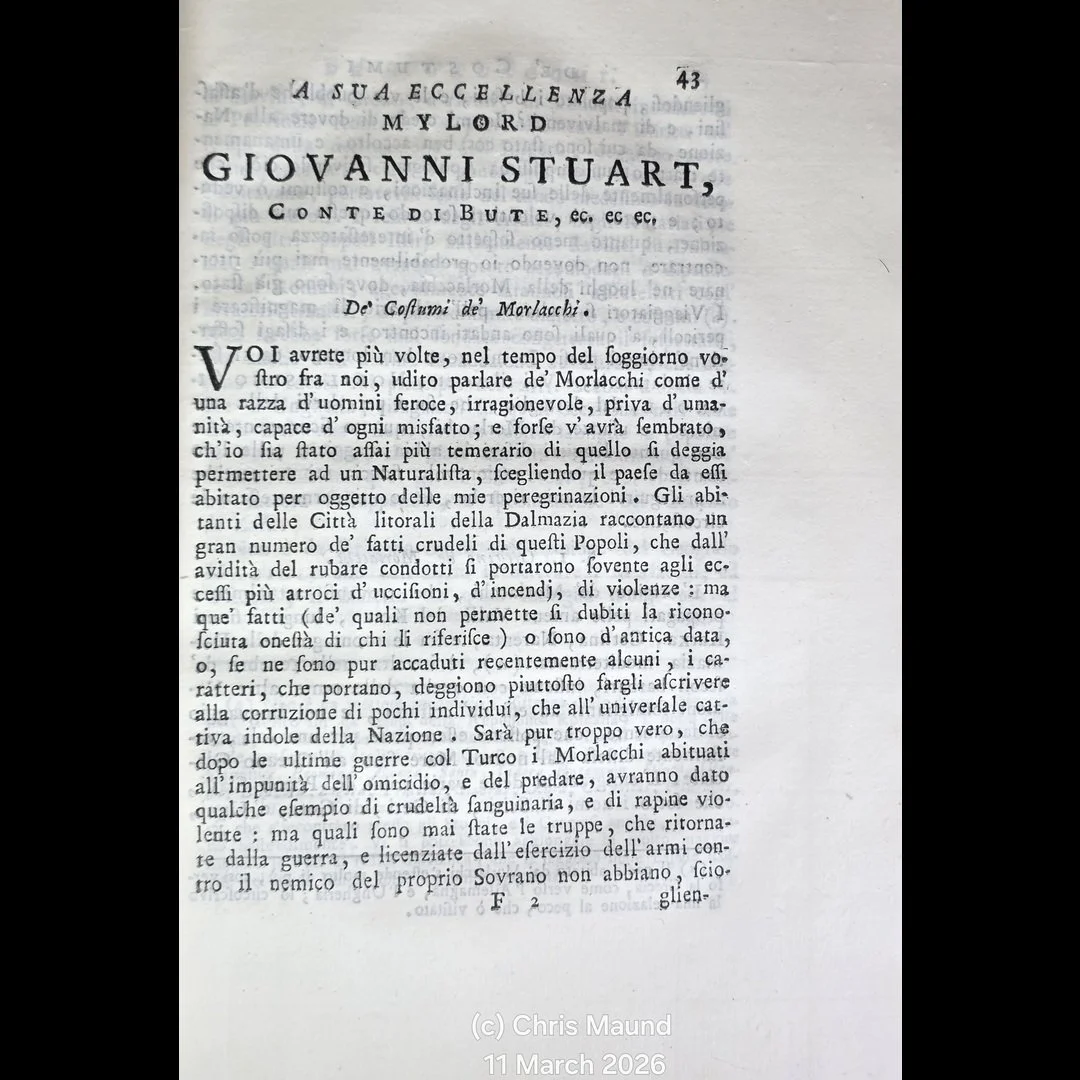 43
A SUA ECCELLENZA
MYLORD
GIOVANNI STUART,
CONTE DI BUTE, ec. ec ec.
De' Coſtumi de' Morlacchi.
VOI avrete più volte, nel tempo del ſoggiorno vo-
ſtro fra noi, udito parlare de' Morlacchi come d'
una razza d'uomini feroce, irragionevole, priva d'uma-
nità, capace d'ogni misfatto; e forſe v'avrà ſembrato,
ch'io ſia ſtato aſſai più temerario di quello ſi deggia
permettere ad un Naturaliſta, ſcegliendo il paeſe da eſſi
abitato per oggetto delle mie peregrinazioni. Gli abi-
tanti delle Città litorali della Dalmazia raccontano un
gran numero de' fatti crudeli di queſti Popoli, che dall'
avidità del rubare condotti ſi portarono ſovente agli ec-
ceſſi più atroci d'ucciſioni, d'incendj, di violenze: ma
que' fatti (de' quali non permette ſi dubiti la ricono-
ſciuta oneſtà di chi li riferiſce) o ſono d'antica data,
o, ſe ne ſono pur accaduti recentemente alcuni, i ca-
ratteri, che portano, deggiono piuttoſto fargli aſcrivere
alla corruzione di pochi individui, che all'univerſale cat-
tiva indole della Nazione. Sarà pur troppo vero, che
dopo le ultime guerre col Turco i Morlacchi abituati
all'impunità dell'omicidio, e del predare, avranno dato
qualche eſempio di crudeltà ſanguinaria, e di rapine vio-
lente: ma quali ſono mai ſtate le truppe, che ritorna-
te dalla guerra, e licenziate dall'eſercizio dell'armi con-
tro il nemico del proprio Sovrano non abbiano, ſcio-
F 2 glien-
(c) Chris Maund
11 March 2026